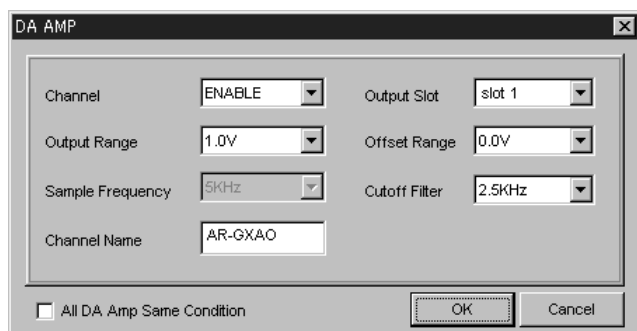 DA AMP
Channel ENABLE Output Slot slot 1
Output Range 1.0V Offset Range 0.0V
Sample Frequency 5KHz Cutoff Filter 2.5KHz
Channel Name AR-GXAO
All DA Amp Same Condition OK Cancel